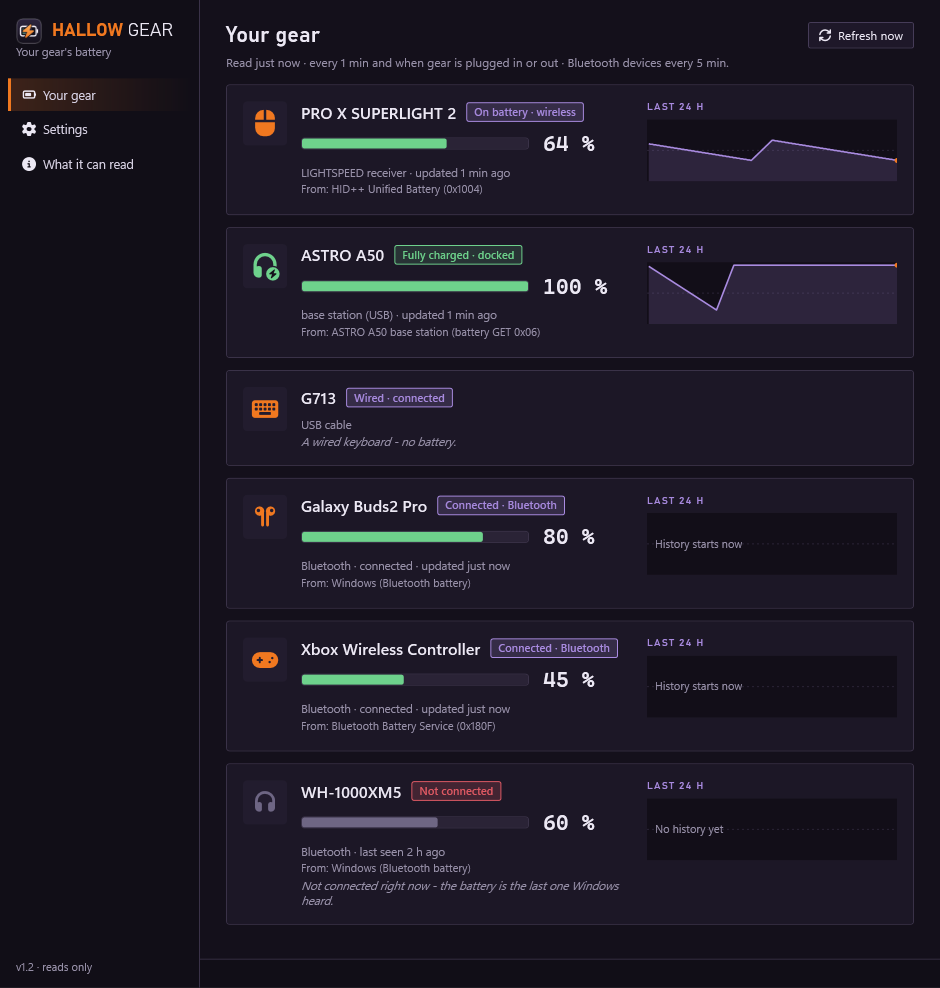 HALLOW GEAR
Your gear's battery
Your gear
Settings
What it can read
v1.2 · reads only
Your gear
Refresh now
Read just now · every 1 min and when gear is plugged in or out · Bluetooth devices every 5 min.
PRO X SUPERLIGHT 2
On battery · wireless
64 %
LIGHTSPEED receiver · updated 1 min ago
From: HID++ Unified Battery (0x1004)
LAST 24 H
ASTRO A50
Fully charged · docked
100 %
base station (USB) · updated 1 min ago
From: ASTRO A50 base station (battery GET 0x06)
LAST 24 H
G713
Wired · connected
USB cable
A wired keyboard - no battery.
Galaxy Buds2 Pro
Connected · Bluetooth
80 %
Bluetooth · connected · updated just now
From: Windows (Bluetooth battery)
LAST 24 H
History starts now
Xbox Wireless Controller
Connected · Bluetooth
45 %
Bluetooth · connected · updated just now
From: Bluetooth Battery Service (0x180F)
LAST 24 H
History starts now
WH-1000XM5
Not connected
60 %
Bluetooth · last seen 2 h ago
From: Windows (Bluetooth battery)
Not connected right now - the battery is the last one Windows
heard.
LAST 24 H
No history yet